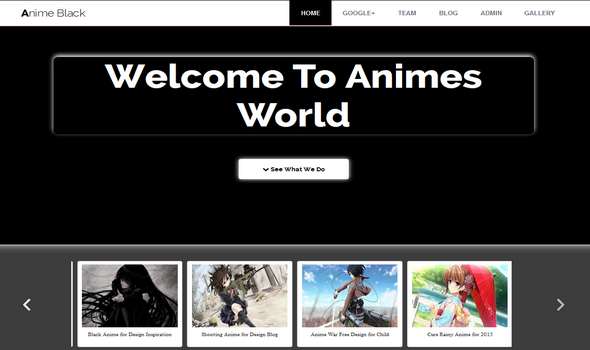 Anime Black
HOME GOOGLE+ TEAM BLOG ADMIN GALLERY
Welcome To Animes
World
See What We Do
Black Anime for Design Inspiration
Shooting Anime for Design Blog
Anime War Free Design for Child
Cure Rainy Anime for 2015